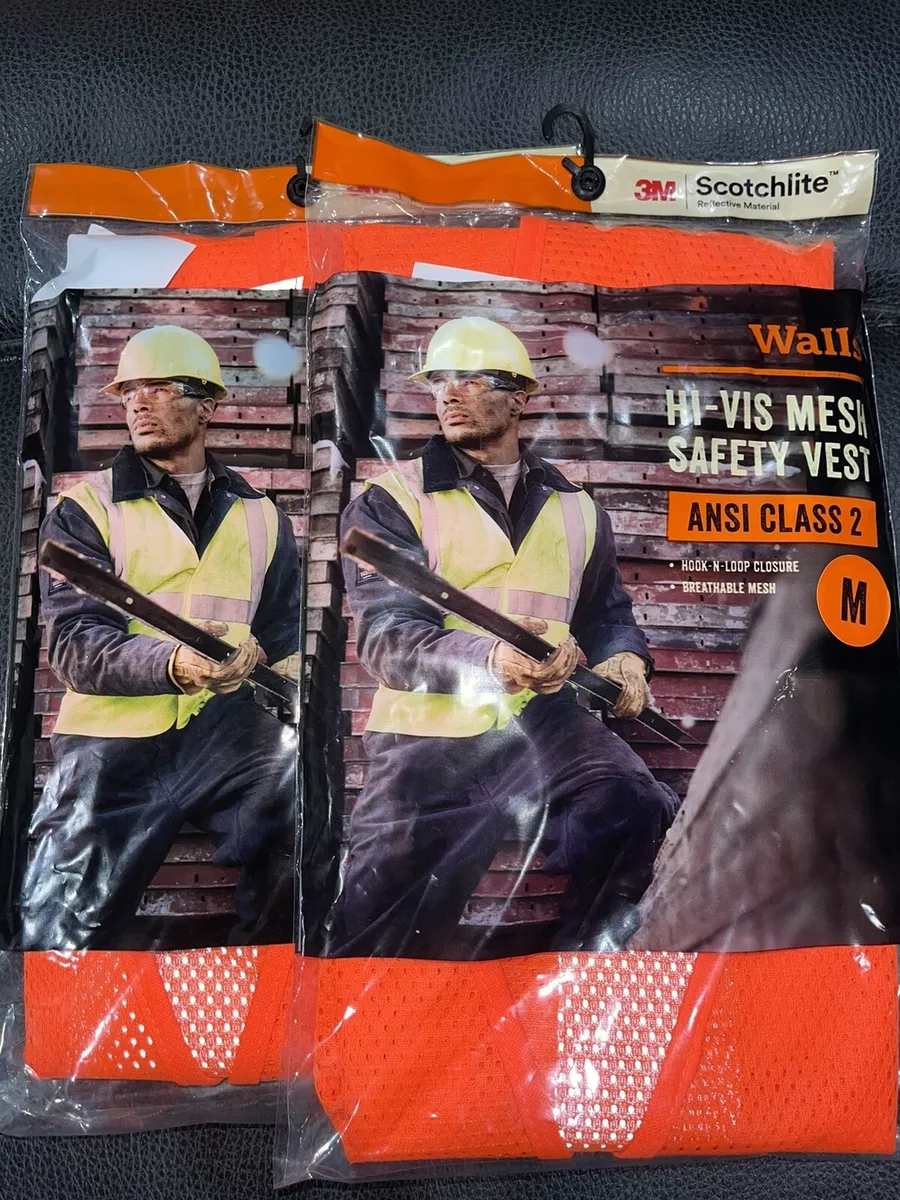 3M Scotchlite™
Reflective Material
Walls
HI-VIS MESH
SAFETY VEST
ANSI CLASS 2
• HOOK-N-LOOP CLOSURE
• BREATHABLE MESH
M